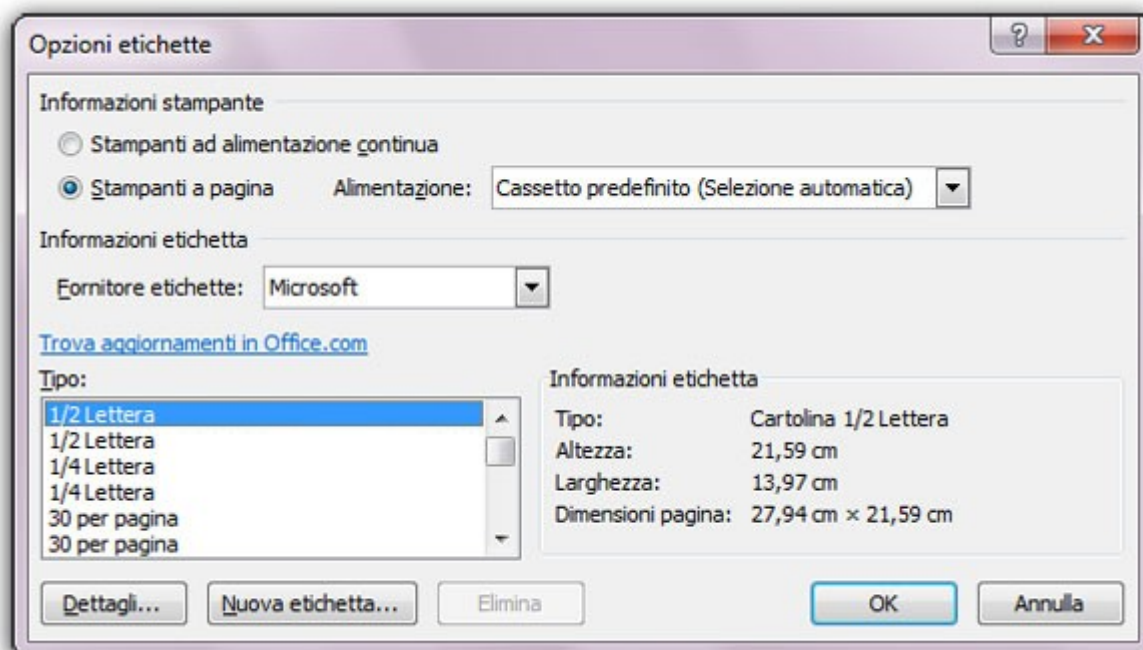 Opzioni etichette
Informazioni stampante
Stampanti ad alimentazione continua
Stampanti a pagina Alimentazione: Cassetto predefinito (Selezione automatica)
Informazioni etichetta
Fornitore etichette: Microsoft
Trova aggiornamenti in Office.com
Tipo:
1/2 Lettera
1/2 Lettera
1/4 Lettera
1/4 Lettera
30 per pagina
30 per pagina
Informazioni etichetta
Tipo: Cartolina 1/2 Lettera
Altezza: 21,59 cm
Larghezza: 13,97 cm
Dimensioni pagina: 27,94 cm × 21,59 cm
Dettagli... Nuova etichetta... Elimina OK Annulla